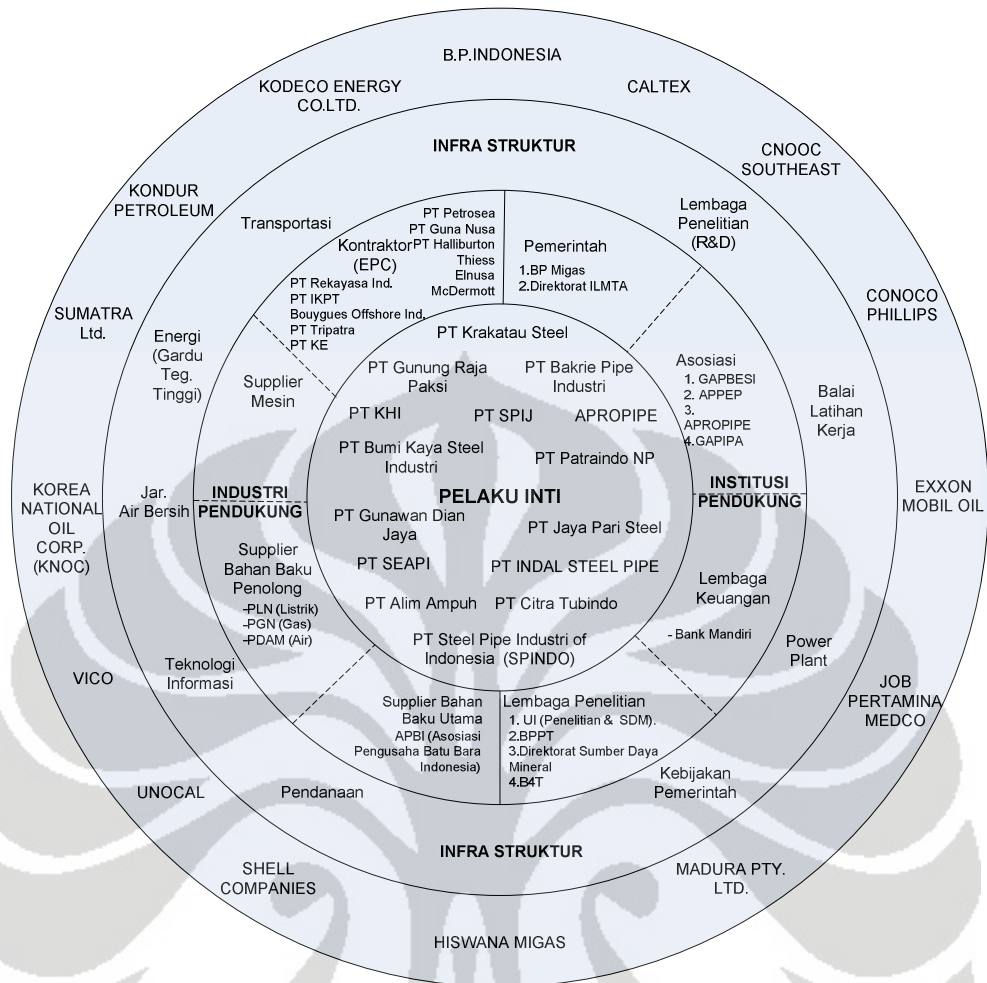 B.P.INDONESIA
KODECO ENERGY
CO.LTD.
CALTEX
CNOOC
SOUTHEAST
KONDUR
PETROLEUM
CONOCO
PHILLIPS
SUMATRA
Ltd.
EXXON
MOBIL OIL
KOREA
NATIONAL
OIL
CORP.
(KNOC)
JOB
PERTAMINA
MEDCO
VICO
UNOCAL
MADURA PTY.
LTD.
SHELL
COMPANIES
HISWANA MIGAS
INFRA STRUKTUR
Transportasi
Lembaga
Penelitian
(R&D)
Energi
(Gardu
Teg.
Tinggi)
Balai
Latihan
Kerja
Jar.
Air Bersih
Teknologi
Informasi
Power
Plant
Pendanaan
Kebijakan
Pemerintah
INFRA STRUKTUR
Kontraktor
(EPC)
PT Petrosea
PT Guna Nusa
PT Halliburton
Thiess
Elnusa
McDermott
PT Rekayasa Ind.
PT IKPT
Bouygues Offshore Ind.
PT Tripatra
PT KE
Pemerintah
1.BP Migas
2.Direktorat ILMTA
Supplier
Mesin
Asosiasi
1. GAPBESI
2. APPEP
3.
APROPIPE
4.GAPIPA
INDUSTRI
PENDUKUNG
INSTITUSI
PENDUKUNG
Supplier
Bahan Baku
Penolong
-PLN (Listrik)
-PGN (Gas)
-PDAM (Air)
Lembaga
Keuangan
- Bank Mandiri
Supplier Bahan
Baku Utama
APBI (Asosiasi
Pengusaha Batu Bara
Indonesia)
Lembaga Penelitian
1. UI (Penelitian & SDM).
2.BPPT
3.Direktorat Sumber Daya
Mineral
4.B4T
PT Krakatau Steel
PT Gunung Raja
Paksi
PT Bakrie Pipe
Industri
PT KHI
PT SPIJ
APROPIPE
PT Bumi Kaya Steel
Industri
PT Patraindo NP
PELAKU INTI
PT Gunawan Dian
Jaya
PT Jaya Pari Steel
PT SEAPI
PT INDAL STEEL PIPE
PT Alim Ampuh
PT Citra Tubindo
PT Steel Pipe Industri of
Indonesia (SPINDO)